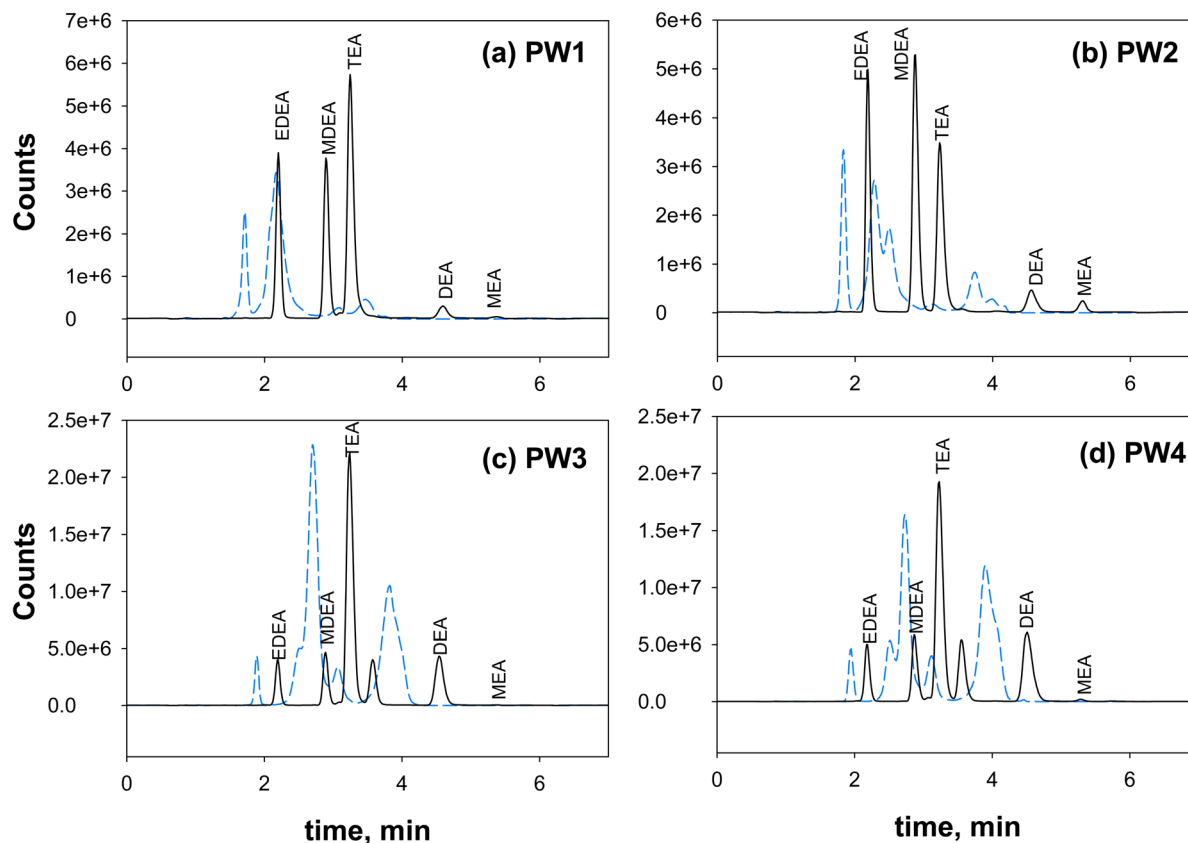 7e+6
6e+6
5e+6
4e+6
3e+6
2e+6
1e+6
0
Counts
EDEA
MDEA
TEA
DEA
MEA
(a) PW1
0
2
4
6
6e+6
5e+6
4e+6
3e+6
2e+6
1e+6
0
EDEA
MDEA
TEA
DEA
MEA
(b) PW2
0
2
4
6
2.5e+7
2.0e+7
1.5e+7
1.0e+7
5.0e+6
0.0
Counts
EDEA
MDEA
TEA
DEA
MEA
(c) PW3
0
2
4
6
time, min
2.5e+7
2.0e+7
1.5e+7
1.0e+7
5.0e+6
0.0
EDEA
MDEA
TEA
DEA
MEA
(d) PW4
0
2
4
6
time, min